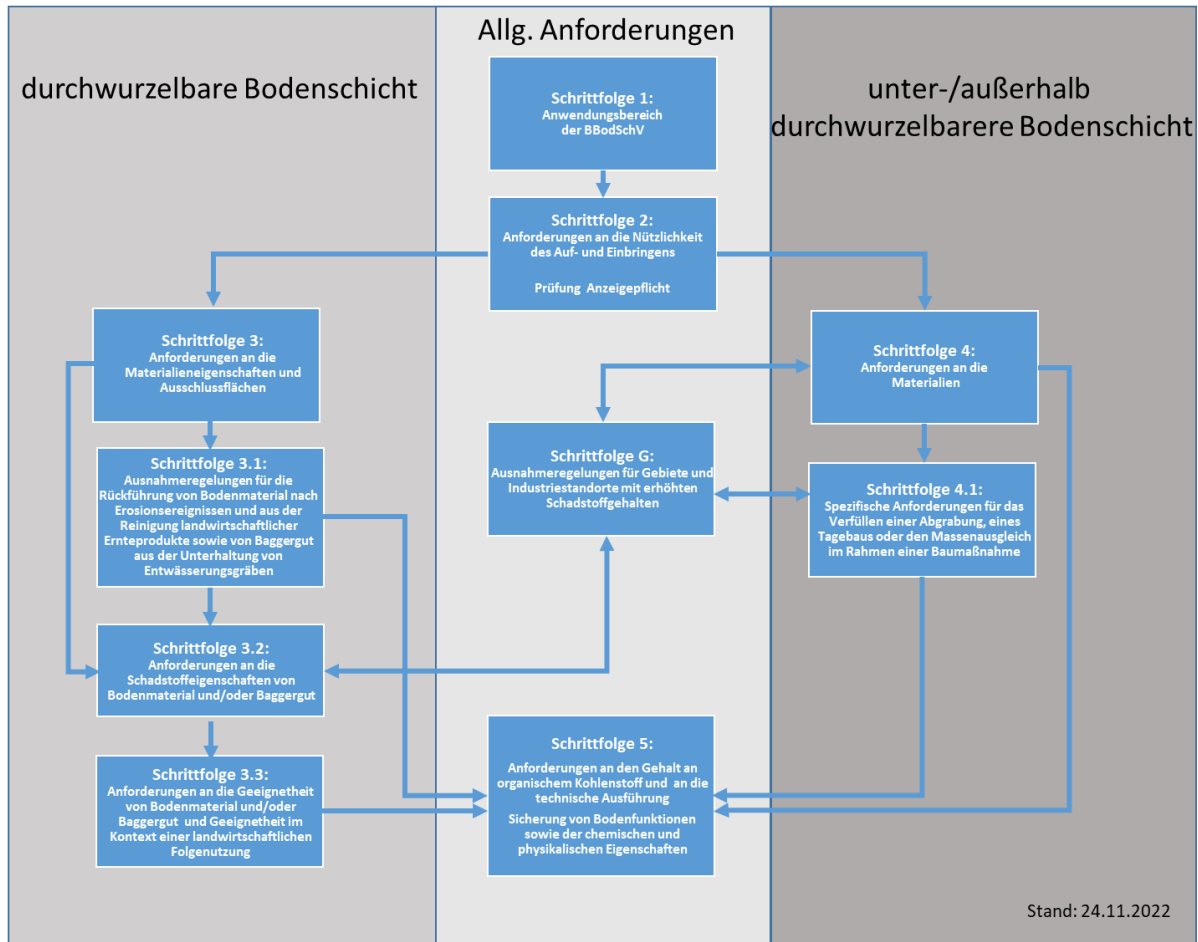 Allg. Anforderungen
durchwurzelbare Bodenschicht
unter-/außerhalb
durchwurzelbarere Bodenschicht
Schrittfolge 1:
Anwendungsbereich
der BBodSchV
Schrittfolge 2:
Anforderungen an die Nützlichkeit
des Auf- und Einbringens
Prüfung Anzeigepflicht
Schrittfolge 3:
Anforderungen an die
Materialieneigenschaften und
Ausschlussflächen
Schrittfolge 4:
Anforderungen an die
Materialien
Schrittfolge 3.1:
Ausnahmeregelungen für die
Rückführung von Bodenmaterial nach
Erosionsereignissen und aus der
Reinigung landwirtschaftlicher
Ernteprodukte sowie von Baggergut
aus der Unterhaltung von
Entwässerungsgräben
Schrittfolge G:
Ausnahmeregelungen für Gebiete und
Industriestandorte mit erhöhten
Schadstoffgehalten
Schrittfolge 4.1:
Spezifische Anforderungen für das
Verfüllen einer Abgrabung, eines
Tagebaus oder den Massenausgleich
im Rahmen einer Baumaßnahme
Schrittfolge 3.2:
Anforderungen an die
Schadstoffeigenschaften von
Bodenmaterial und/oder Baggergut
Schrittfolge 3.3:
Anforderungen an die Geeignetheit
von Bodenmaterial und/oder
Baggergut und Geeignetheit im
Kontext einer landwirtschaftlichen
Folgenutzung
Schrittfolge 5:
Anforderungen an den Gehalt an
organischem Kohlenstoff und an die
technische Ausführung
Sicherung von Bodenfunktionen
sowie der chemischen und
physikalischen Eigenschaften
Stand: 24.11.2022